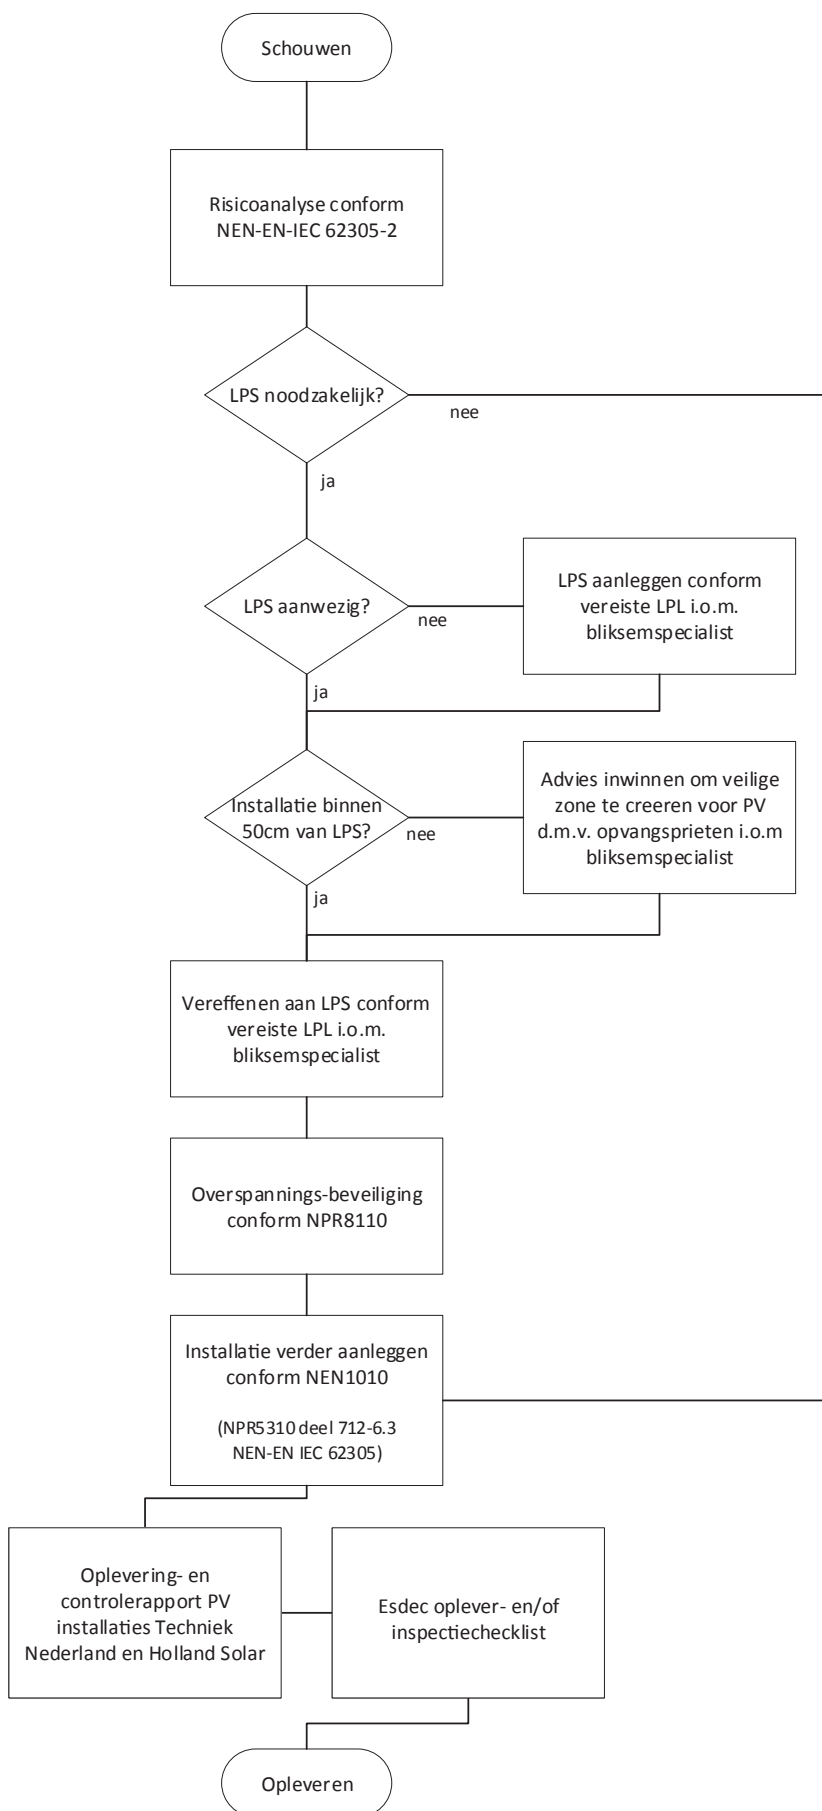 Schouwen
Risicoanalyse conform
NEN-EN-IEC 62305-2
LPS noodzakelijk?
nee
ja
LPS aanwezig?
nee
LPS aanleggen conform
vereiste LPL i.o.m.
bliksemspecialist
ja
Installatie binnen
50cm van LPS?
nee
Advies inwinnen om veilige
zone te creeren voor PV
d.m.v. opvangsprieten i.o.m
bliksemspecialist
ja
Vereffenen aan LPS conform
vereiste LPL i.o.m.
bliksemspecialist
Overspannings-beveiliging
conform NPR8110
Installatie verder aanleggen
conform NEN1010
(NPR5310 deel 712-6.3
NEN-EN IEC 62305)
Oplevering- en
controlerapport PV
installaties Techniek
Nederland en Holland Solar
Esdec oplever- en/of
inspectiechecklist
Opleveren